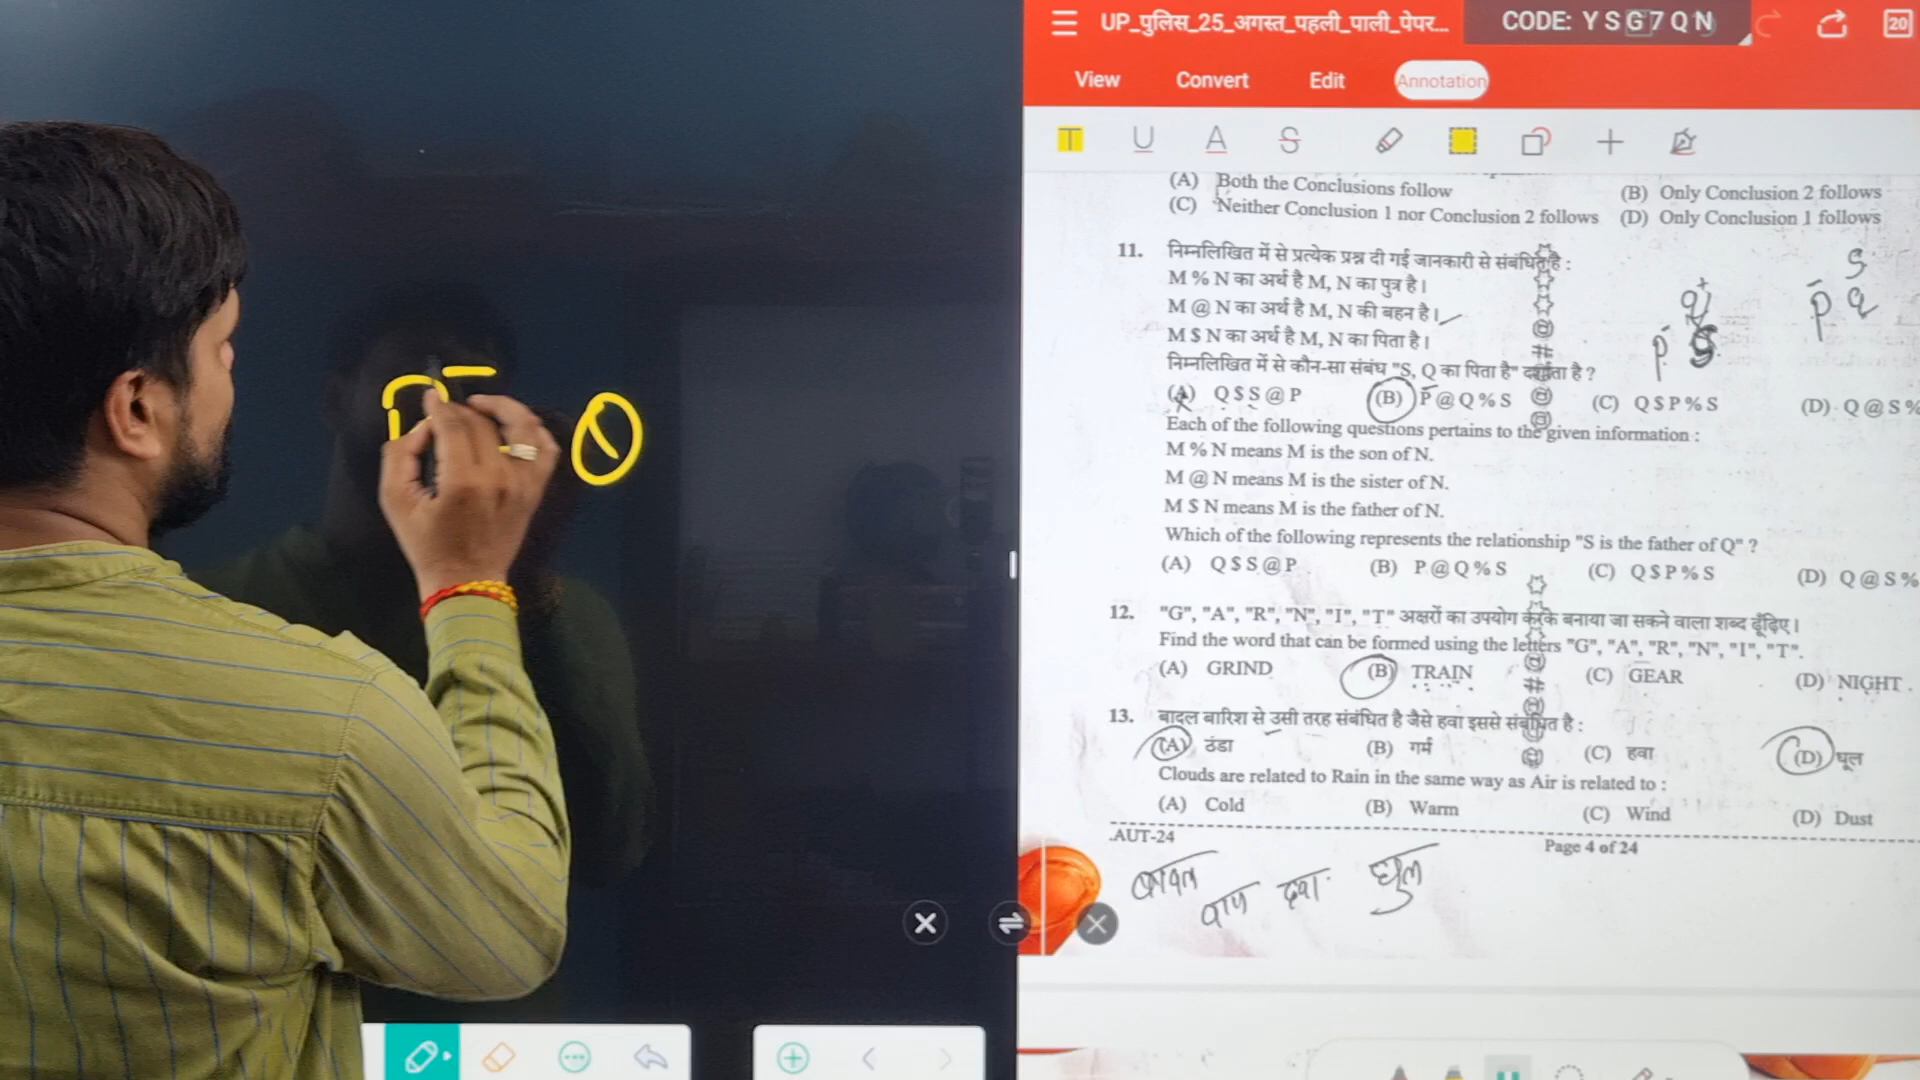 UP_पुलिस_25_अगस्त_पहली_पाली_पेपर...
CODE: Y S G 7 Q N
20
View Convert Edit Annotation
(A) Both the Conclusions follow (B) Only Conclusion 2 follows
(C) Neither Conclusion 1 nor Conclusion 2 follows (D) Only Conclusion 1 follows
11. निम्नलिखित में से प्रत्येक प्रश्न दी गई जानकारी से संबंधित है :
M % N का अर्थ है M, N का पुत्र है।
M @ N का अर्थ है M, N की बहन है।
M $ N का अर्थ है M, N का पिता है।
निम्नलिखित में से कौन-सा संबंध "S, Q का पिता है" दर्शाता है ?
(A) Q $ S @ P (B) P @ Q % S (C) Q $ P % S (D) Q @ S %
Each of the following questions pertains to the given information :
M % N means M is the son of N.
M @ N means M is the sister of N.
M $ N means M is the father of N.
Which of the following represents the relationship "S is the father of Q" ?
(A) Q $ S @ P (B) P @ Q % S (C) Q $ P % S (D) Q @ S %
12. "G", "A", "R", "N", "I", "T" अक्षरों का उपयोग करके बनाया जा सकने वाला शब्द ढूँढ़िए।
Find the word that can be formed using the letters "G", "A", "R", "N", "I", "T".
(A) GRIND (B) TRAIN (C) GEAR (D) NIGHT
13. बादल बारिश से उसी तरह संबंधित है जैसे हवा इससे संबंधित है :
(A) ठंडा (B) गर्म (C) हवा (D) धूल
Clouds are related to Rain in the same way as Air is related to :
(A) Cold (B) Warm (C) Wind (D) Dust
AUT-24
Page 4 of 24